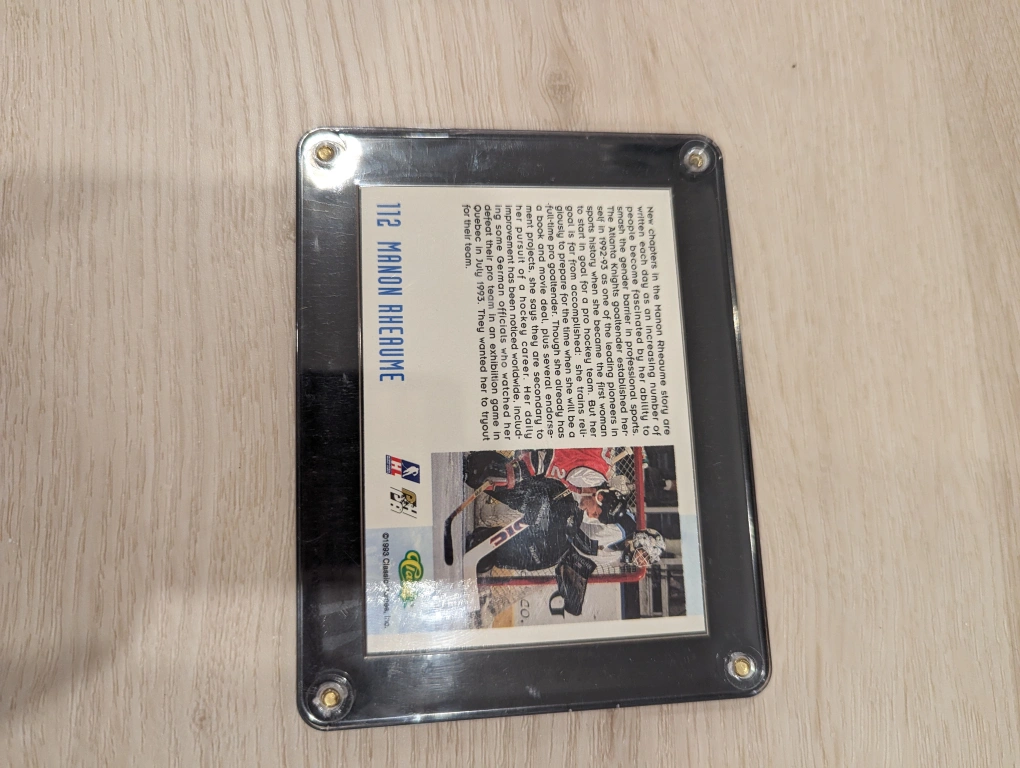 New chapters in the Manon Rheaume story are
written each day as an increasing number of
people become fascinated by her ability to
smash the gender barrier in professional sports.
The Atlanta Knights goaltender established her-
self in 1992-93 as one of the leading pioneers in
sports history when she became the first woman
to start in goal for a pro hockey team. But her
goal is far from accomplished: she trains reli-
giously to prepare for the time when she will be a
full-time pro goaltender. Though she already has
a book and movie deal, plus several endorse-
ment projects, she says they are secondary to
her pursuit of a hockey career. Her daily
improvement has been noticed worldwide, includ-
ing some German officials who watched her
defeat their pro team in an exhibition game in
Quebec in July 1993. They wanted her to tryout
for their team.
112 MANON RHEAUME
©1993 Classic Inc.